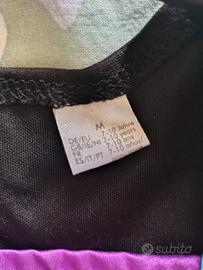 M
DE/EU 7-10 Jahre
GB/IE/NI 7-10 years
FR 7-10 ans
ES/IT/PT 7-10 años/
subito